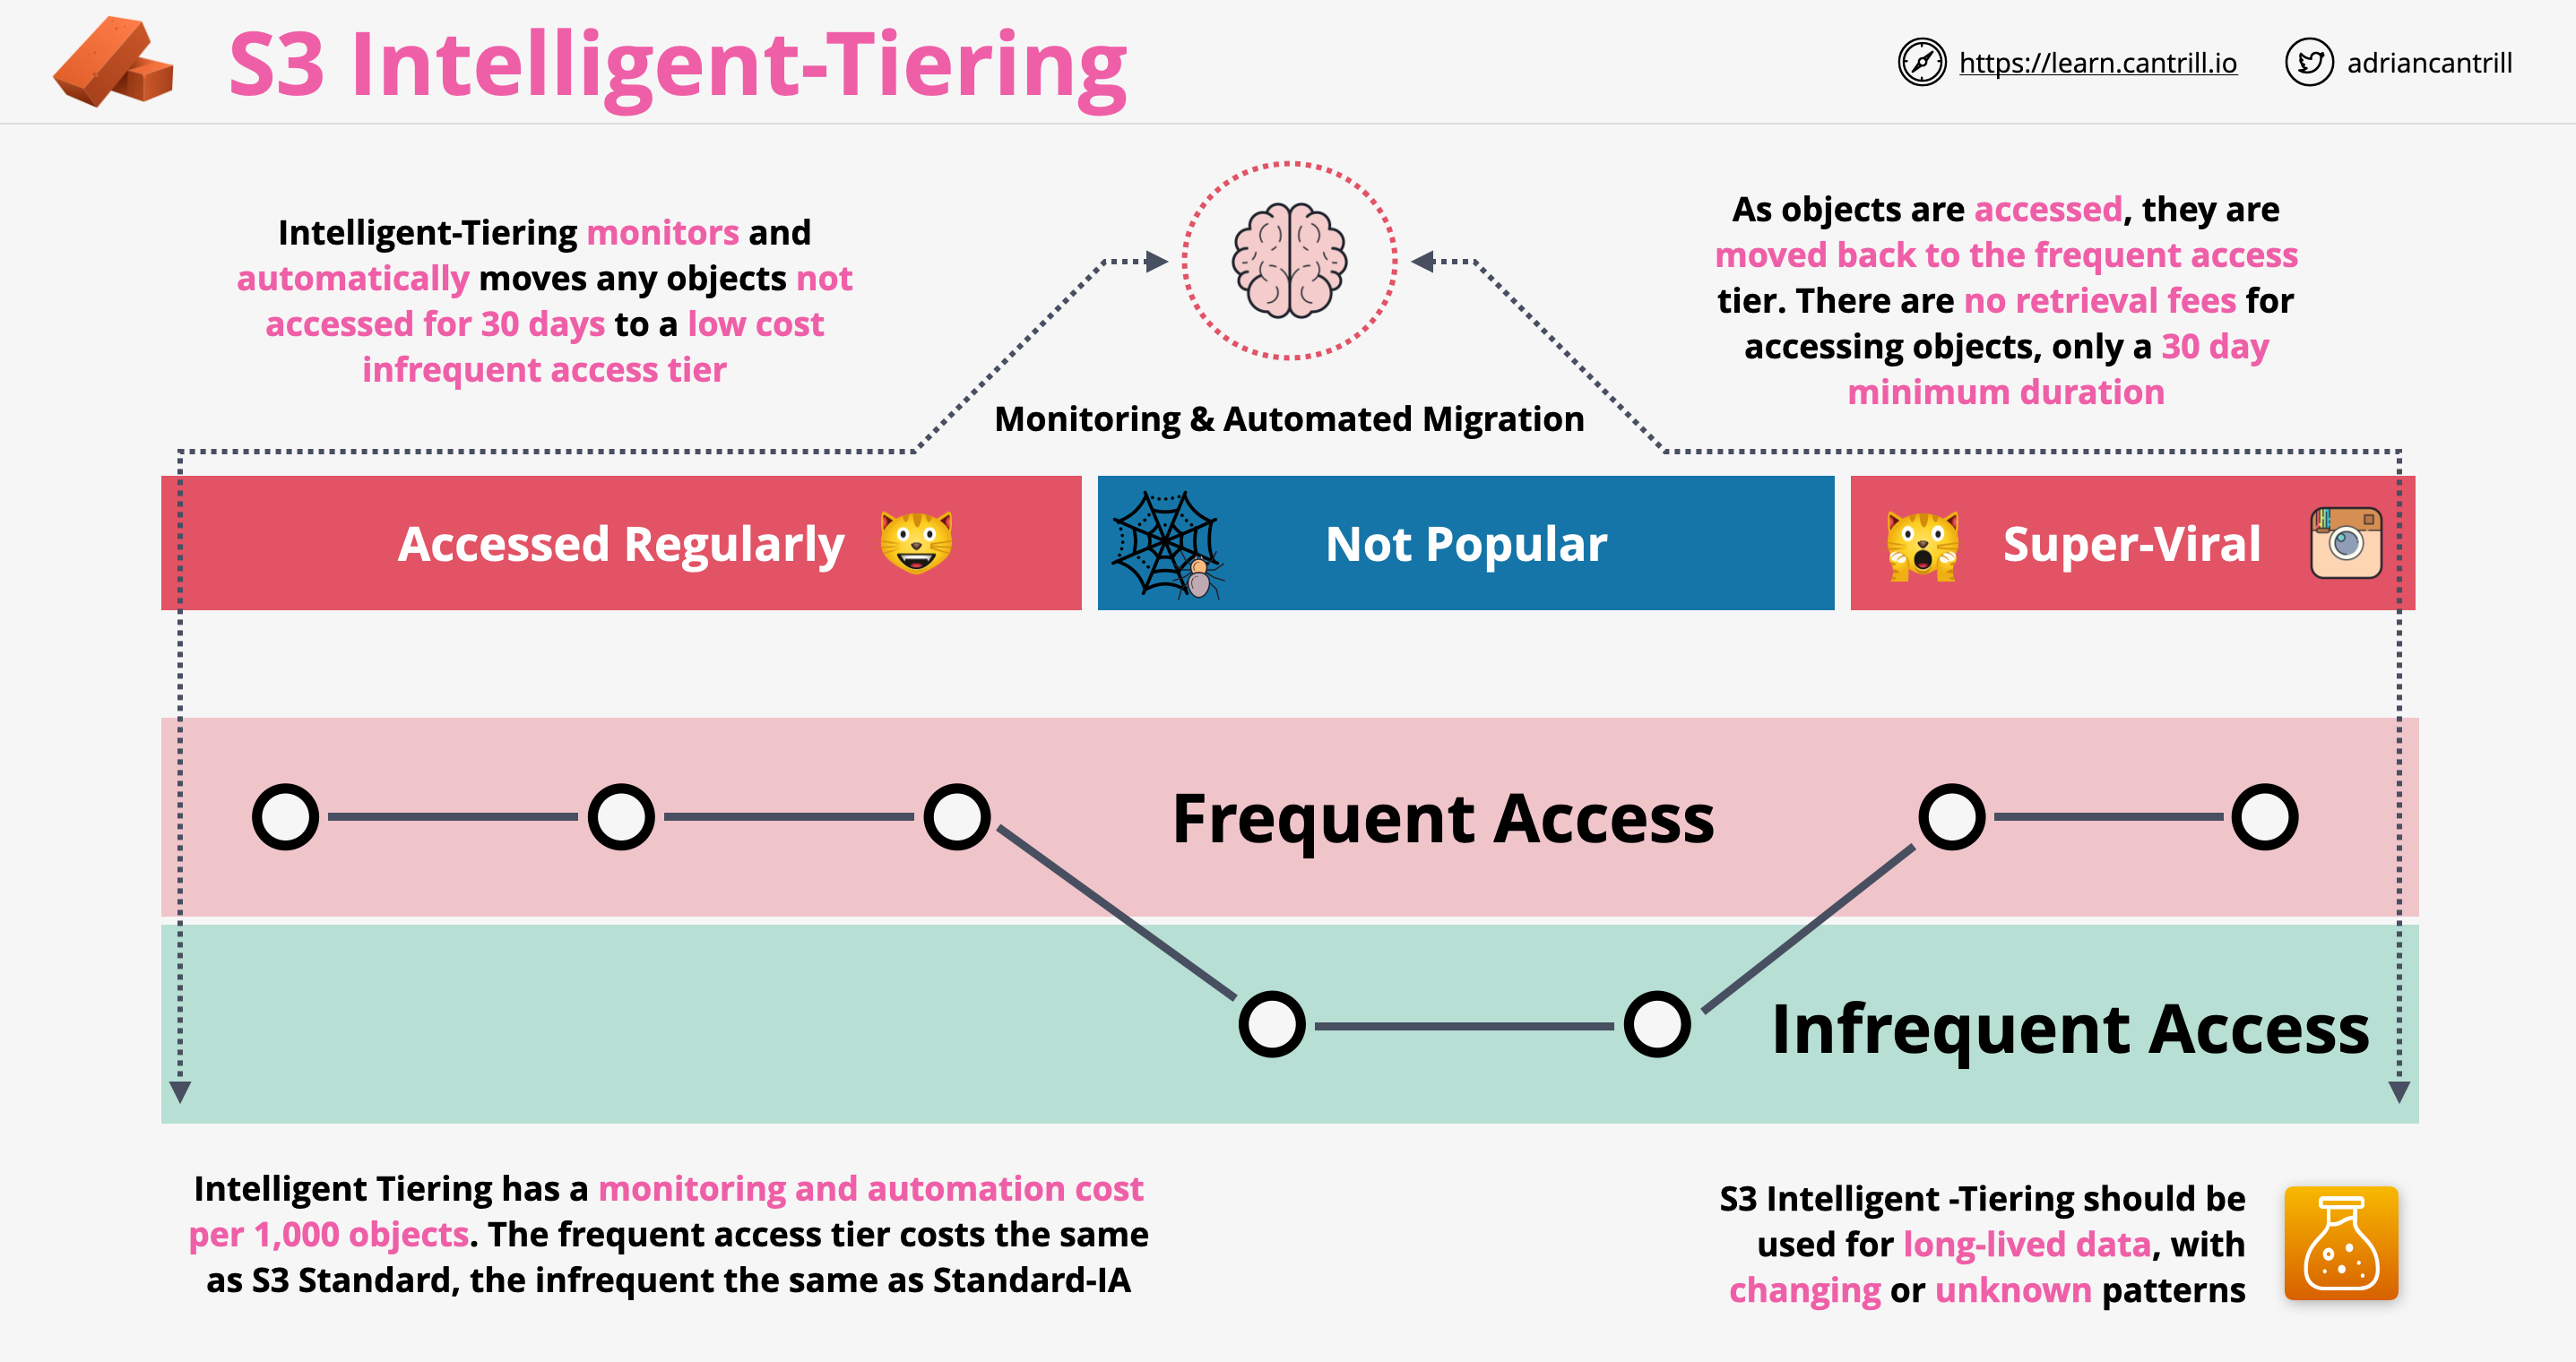 S3 Intelligent-Tiering
https://learn.cantrill.io
adriancantrill
Intelligent-Tiering monitors and
automatically moves any objects not
accessed for 30 days to a low cost
infrequent access tier
As objects are accessed, they are
moved back to the frequent access
tier. There are no retrieval fees for
accessing objects, only a 30 day
minimum duration
Monitoring & Automated Migration
Accessed Regularly
Not Popular
Super-Viral
Frequent Access
Infrequent Access
Intelligent Tiering has a monitoring and automation cost
per 1,000 objects. The frequent access tier costs the same
as S3 Standard, the infrequent the same as Standard-IA
S3 Intelligent -Tiering should be
used for long-lived data, with
changing or unknown patterns